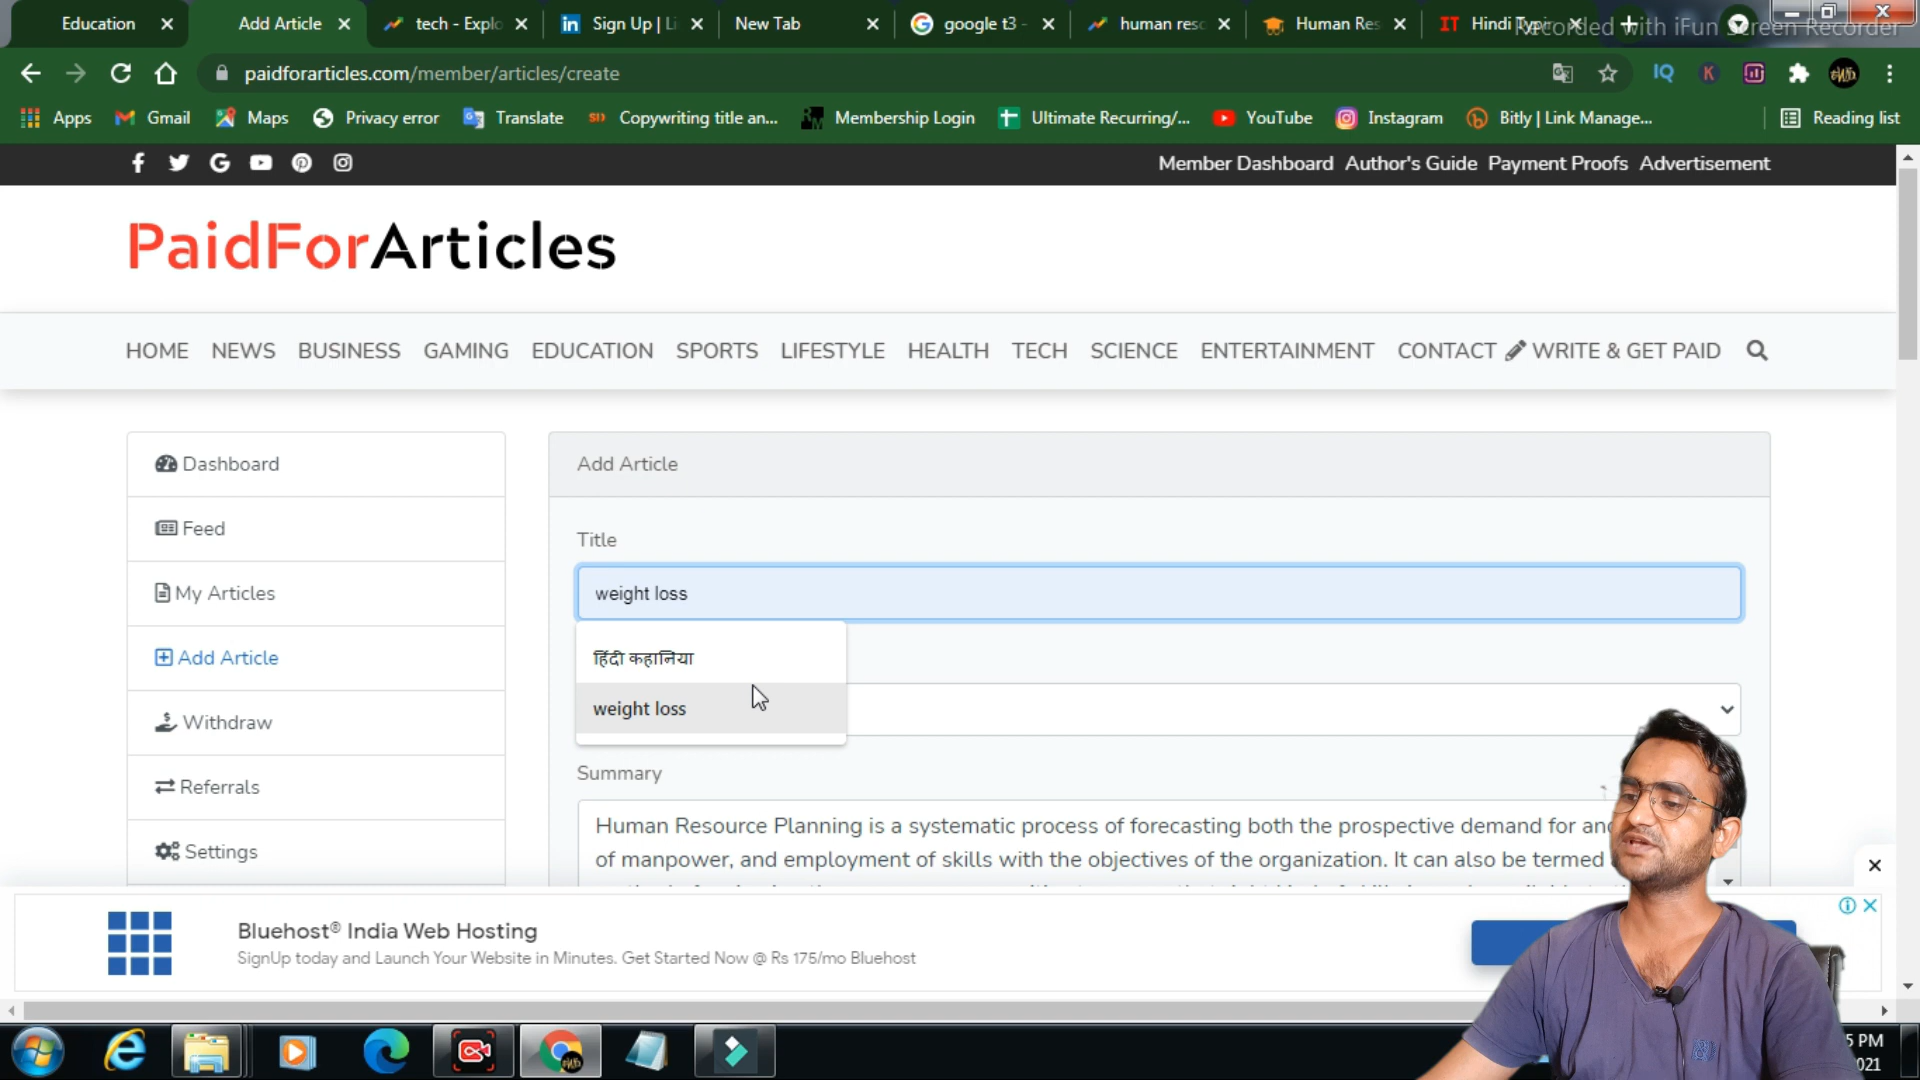 Education
Add Article
tech - Explo
Sign Up | Li
New Tab
google t3 -
human reso
Human Res
Hindi Typin
Recorded with iFun Screen Recorder
paidforarticles.com/member/articles/create
Apps
Gmail
Maps
Privacy error
Translate
Copywriting title an...
Membership Login
Ultimate Recurring/...
YouTube
Instagram
Bitly | Link Manage...
Reading list
Member Dashboard Author's Guide Payment Proofs Advertisement
PaidForArticles
HOME NEWS BUSINESS GAMING EDUCATION SPORTS LIFESTYLE HEALTH TECH SCIENCE ENTERTAINMENT CONTACT WRITE & GET PAID
Dashboard
Feed
My Articles
Add Article
Withdraw
Referrals
Settings
Add Article
Title
weight loss
हिंदी कहानिया
weight loss
Summary
Human Resource Planning is a systematic process of forecasting both the prospective demand for and
of manpower, and employment of skills with the objectives of the organization. It can also be termed
Bluehost® India Web Hosting
SignUp today and Launch Your Website in Minutes. Get Started Now @ Rs 175/mo Bluehost
5 PM
2021